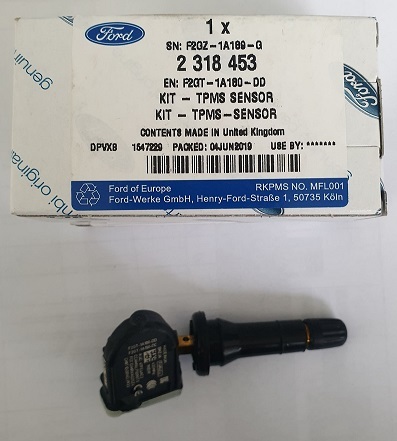 Ford
1 x
SN: F2GZ-1A189-G
2 318 453
EN: F2GT-1A180-DD
KIT - TPMS SENSOR
KIT - TPMS-SENSOR
CONTENTS MADE IN United Kingdom
DPVX8 1547229 PACKED: 04JUN2019 USE BY: *******
Ford of Europe RKPMS NO. MFL001
Ford-Werke GmbH, Henry-Ford-Straße 1, 50735 Köln
genuin
Ford